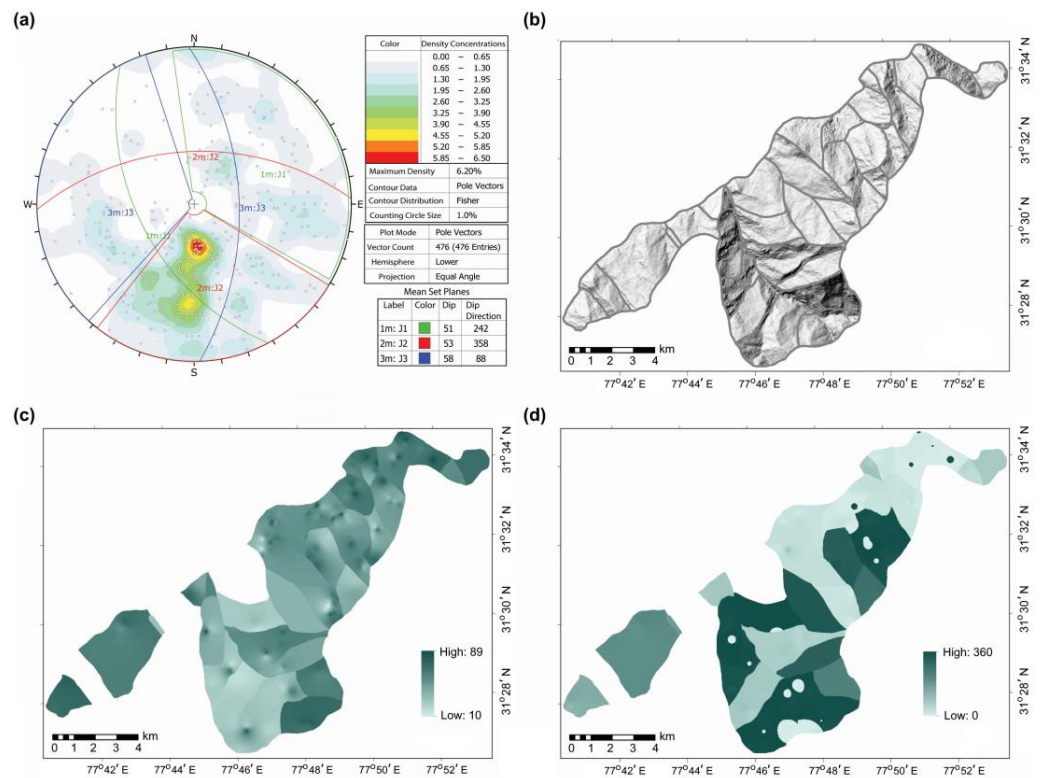 (a)
N
W
E
S
2m:J2
1m:J1
3m:J3
3m:J3
1m:J1
2m:J2
Color Density Concentrations
0.00 – 0.65
0.65 – 1.30
1.30 – 1.95
1.95 – 2.60
2.60 – 3.25
3.25 – 3.90
3.90 – 4.55
4.55 – 5.20
5.20 – 5.85
5.85 – 6.50
Maximum Density 6.20%
Contour Data Pole Vectors
Contour Distribution Fisher
Counting Circle Size 1.0%
Plot Mode Pole Vectors
Vector Count 476 (476 Entries)
Hemisphere Lower
Projection Equal Angle
Mean Set Planes
Label Color Dip Dip
Direction
1m: J1 51 242
2m: J2 53 358
3m: J3 58 88
(b)
31°34' N
31°32' N
31°30' N
31°28' N
km
0 1 2 3 4
77°42' E 77°44' E 77°46' E 77°48' E 77°50' E 77°52' E
(c)
31°34' N
31°32' N
31°30' N
31°28' N
High: 89
Low: 10
km
0 1 2 3 4
77°42' E 77°44' E 77°46' E 77°48' E 77°50' E 77°52' E
(d)
31°34' N
31°32' N
31°30' N
31°28' N
High: 360
Low: 0
km
0 1 2 3 4
77°42' E 77°44' E 77°46' E 77°48' E 77°50' E 77°52' E